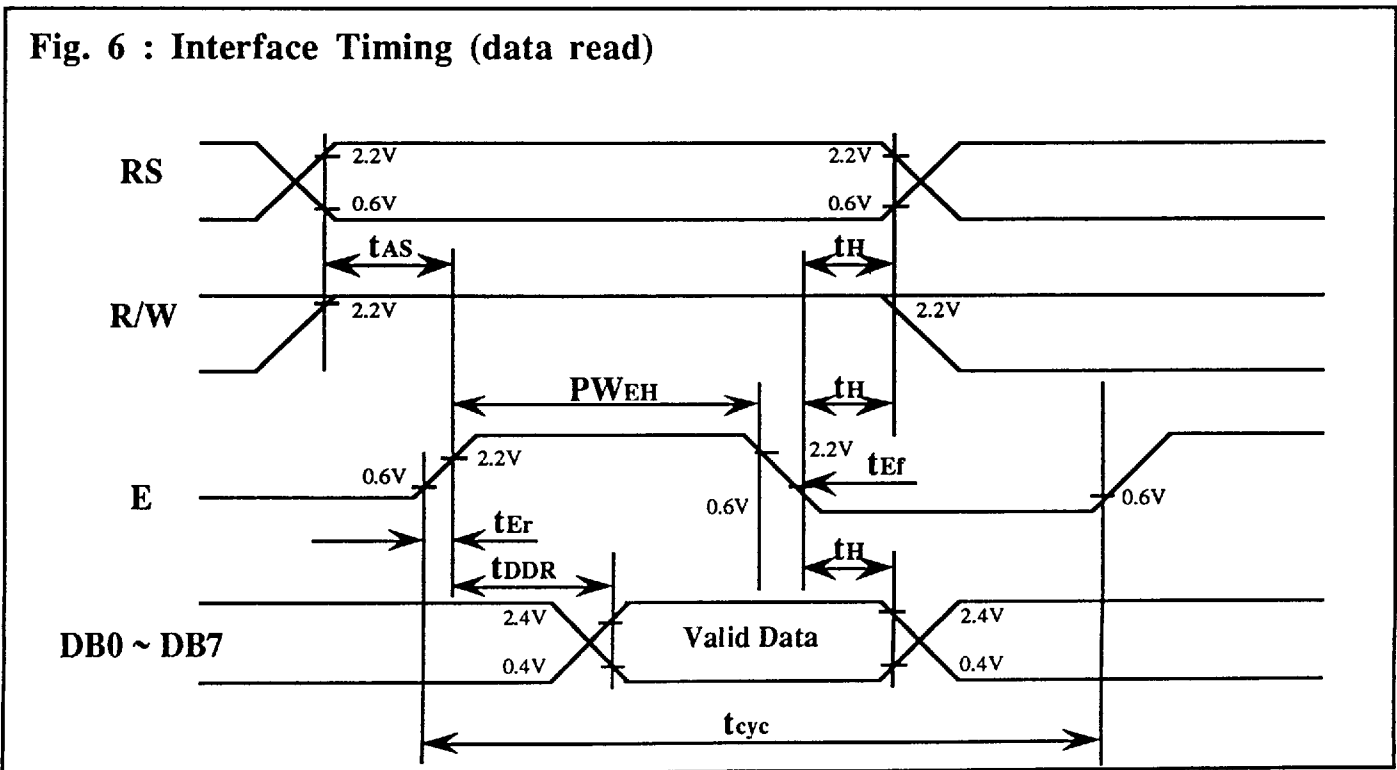 Fig. 6 : Interface Timing (data read)
RS
2.2V
2.2V
0.6V
0.6V
tAS
tH
R/W
2.2V
2.2V
PWEH
tH
E
0.6V
2.2V
2.2V
0.6V
tEf
0.6V
tEr
tDDR
tH
DB0 ~ DB7
2.4V
0.4V
Valid Data
2.4V
0.4V
tcyc